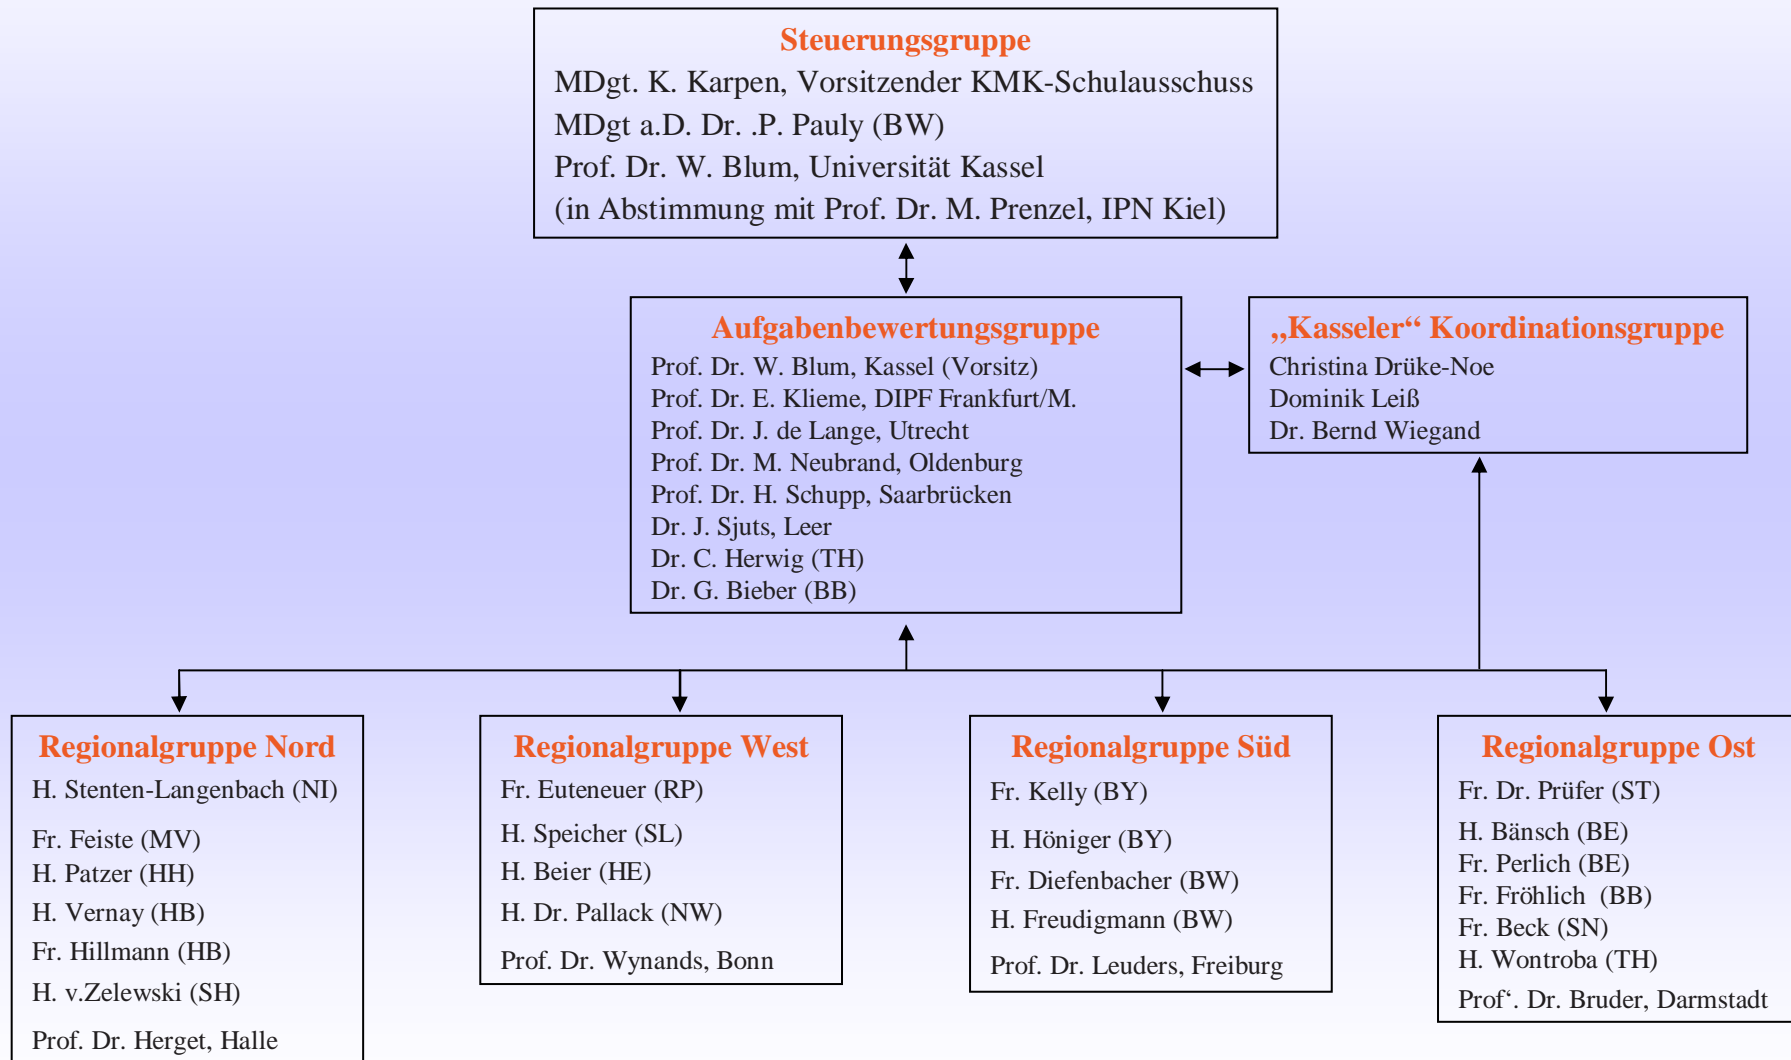 Steuerungsgruppe
MDgt. K. Karpen, Vorsitzender KMK-Schulausschuss
MDgt a.D. Dr. .P. Pauly (BW)
Prof. Dr. W. Blum, Universität Kassel
(in Abstimmung mit Prof. Dr. M. Prenzel, IPN Kiel)
Aufgabenbewertungsgruppe
Prof. Dr. W. Blum, Kassel (Vorsitz)
Prof. Dr. E. Klieme, DIPF Frankfurt/M.
Prof. Dr. J. de Lange, Utrecht
Prof. Dr. M. Neubrand, Oldenburg
Prof. Dr. H. Schupp, Saarbrücken
Dr. J. Sjuts, Leer
Dr. C. Herwig (TH)
Dr. G. Bieber (BB)
„Kasseler“ Koordinationsgruppe
Christina Drüke-Noe
Dominik Leiß
Dr. Bernd Wiegand
Regionalgruppe Nord
H. Stenten-Langenbach (NI)
Fr. Feiste (MV)
H. Patzer (HH)
H. Vernay (HB)
Fr. Hillmann (HB)
H. v.Zelewski (SH)
Prof. Dr. Herget, Halle
Regionalgruppe West
Fr. Euteneuer (RP)
H. Speicher (SL)
H. Beier (HE)
H. Dr. Pallack (NW)
Prof. Dr. Wynands, Bonn
Regionalgruppe Süd
Fr. Kelly (BY)
H. Höniger (BY)
Fr. Diefenbacher (BW)
H. Freudigmann (BW)
Prof. Dr. Leuders, Freiburg
Regionalgruppe Ost
Fr. Dr. Prüfer (ST)
H. Bänsch (BE)
Fr. Perlich (BE)
Fr. Fröhlich (BB)
Fr. Beck (SN)
H. Wontroba (TH)
Prof‘. Dr. Bruder, Darmstadt